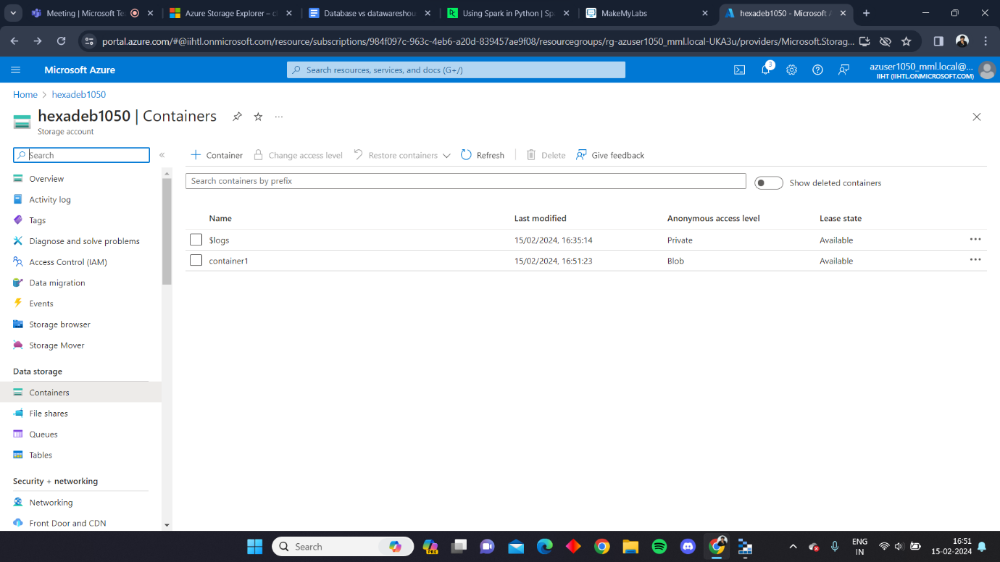 Meeting | Microsoft Te
Azure Storage Explorer – cl
Database vs datawareshou
Using Spark in Python | Sp
MakeMyLabs
hexadeb1050 - Microsoft A
portal.azure.com/#@iihtl.onmicrosoft.com/resource/subscriptions/984f097c-963c-4eb6-a20d-839457ae9f08/resourcegroups/rg-azuser1050_mml.local-UKA3u/providers/Microsoft.Storag...
Microsoft Azure
Search resources, services, and docs (G+/)
3
azuser1050_mml.local@...
IIHT (IIHTL.ONMICROSOFT.COM)
Home > hexadeb1050
hexadeb1050 | Containers
...
Storage account
Search
«
+ Container
Change access level
Restore containers
Refresh
Delete
Give feedback
Search containers by prefix
Show deleted containers
Name Last modified Anonymous access level Lease state
$logs 15/02/2024, 16:35:14 Private Available ...
container1 15/02/2024, 16:51:23 Blob Available ...
Overview
Activity log
Tags
Diagnose and solve problems
Access Control (IAM)
Data migration
Events
Storage browser
Storage Mover
Data storage
Containers
File shares
Queues
Tables
Security + networking
Networking
Front Door and CDN
Search
PRE
ENG
IN
16:51
15-02-2024